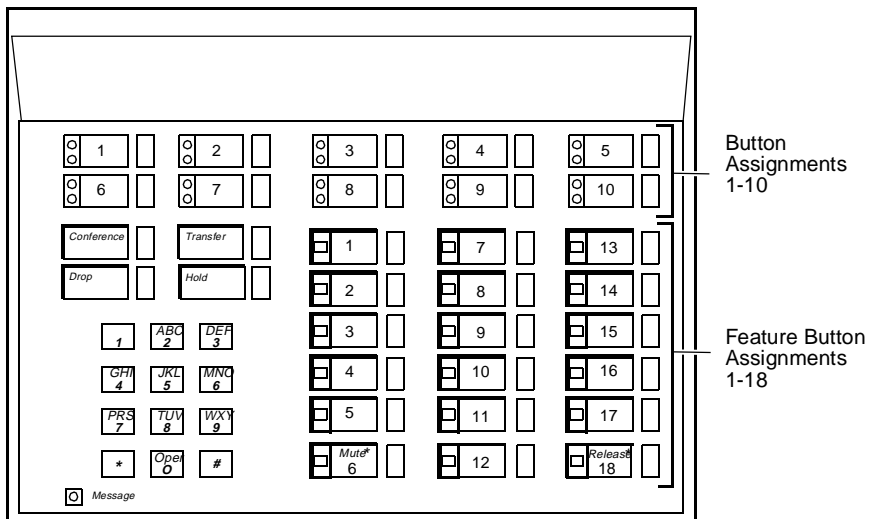 1 2 3 4 5
6 7 8 9 10
Button
Assignments
1-10
Conference Transfer
Drop Hold
1 7 13
2 8 14
3 9 15
4 10 16
5 11 17
Mute* 12 Release*
6 18
Feature Button
Assignments
1-18
1 ABC DEF
2 3
GHI JKL MNO
4 5 6
PRS TUV WXY
7 8 9
* Oper #
0
Message